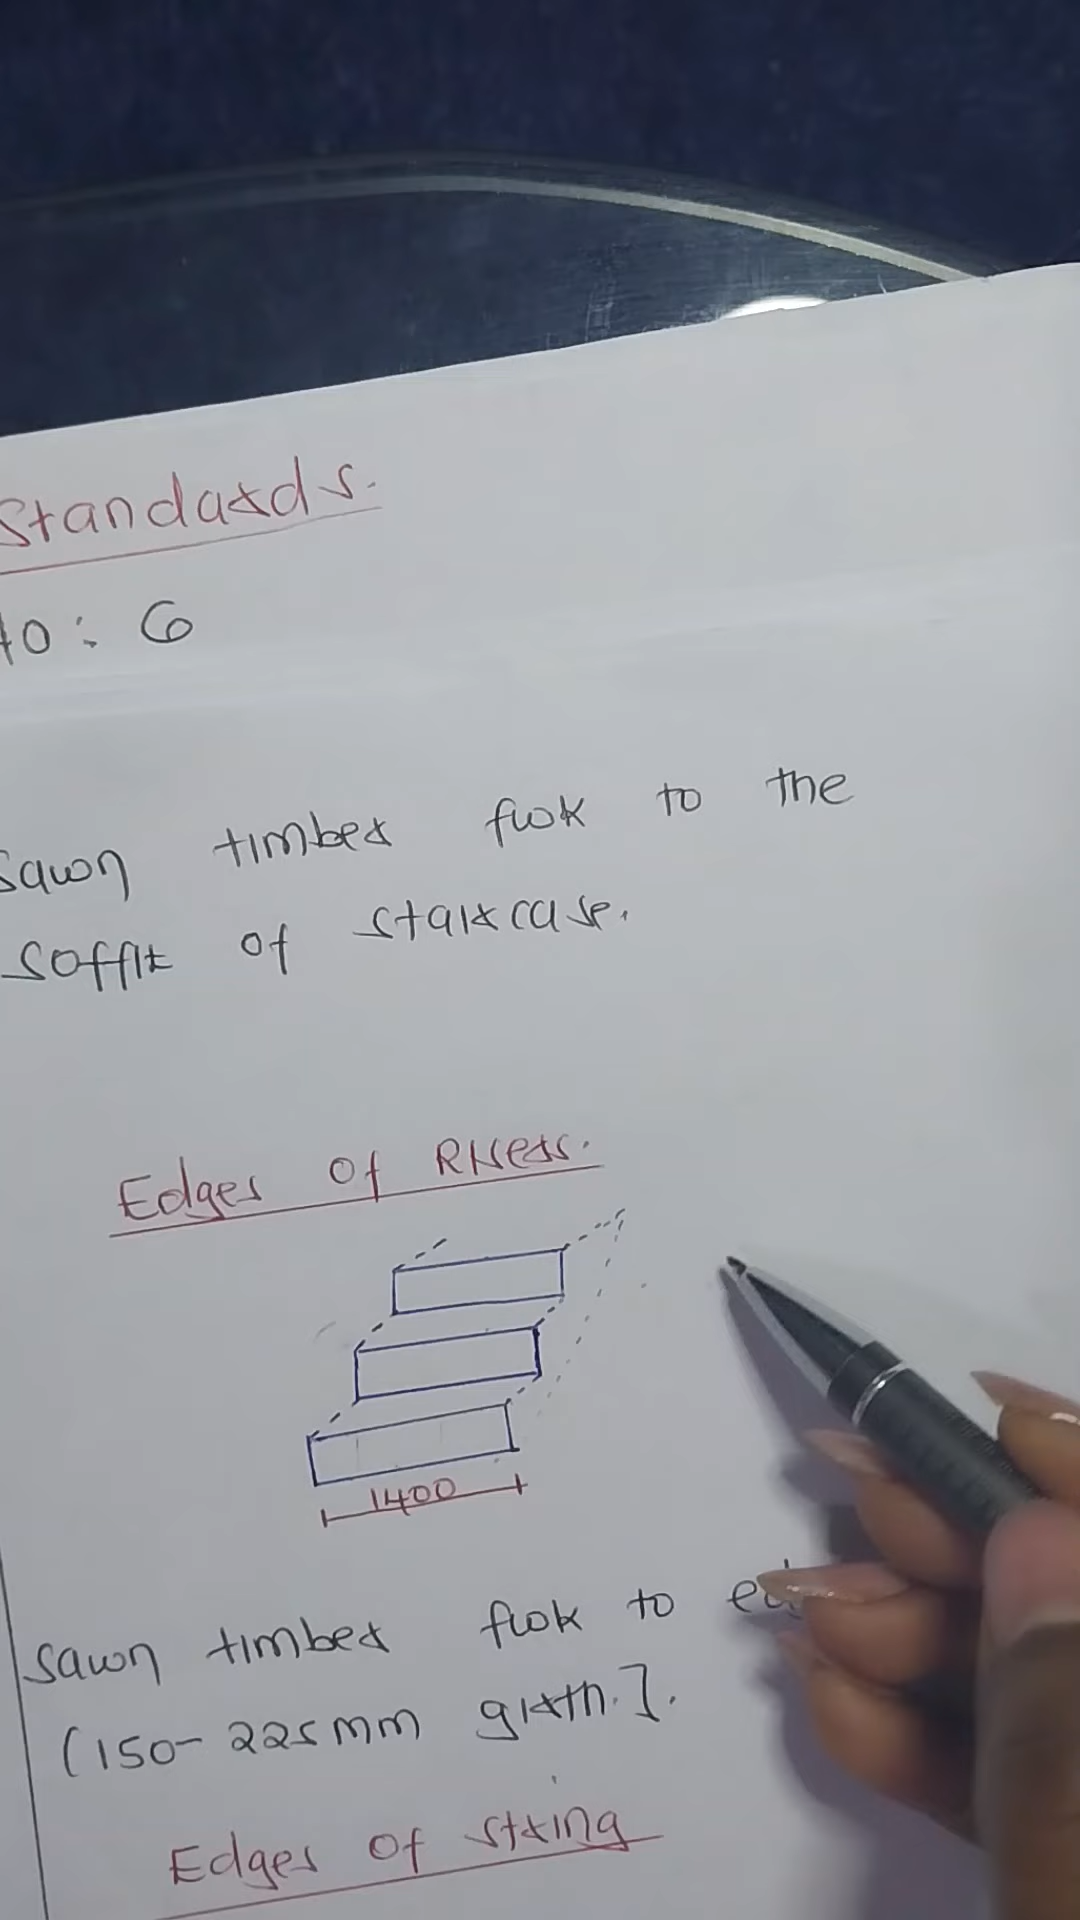 Standards.
40: 6
Sawn timber fwk to the
Soffit of staircase.
Edges of Risers.
1400
Sawn timber fwk to
(150-225mm girth.].
Edges of string